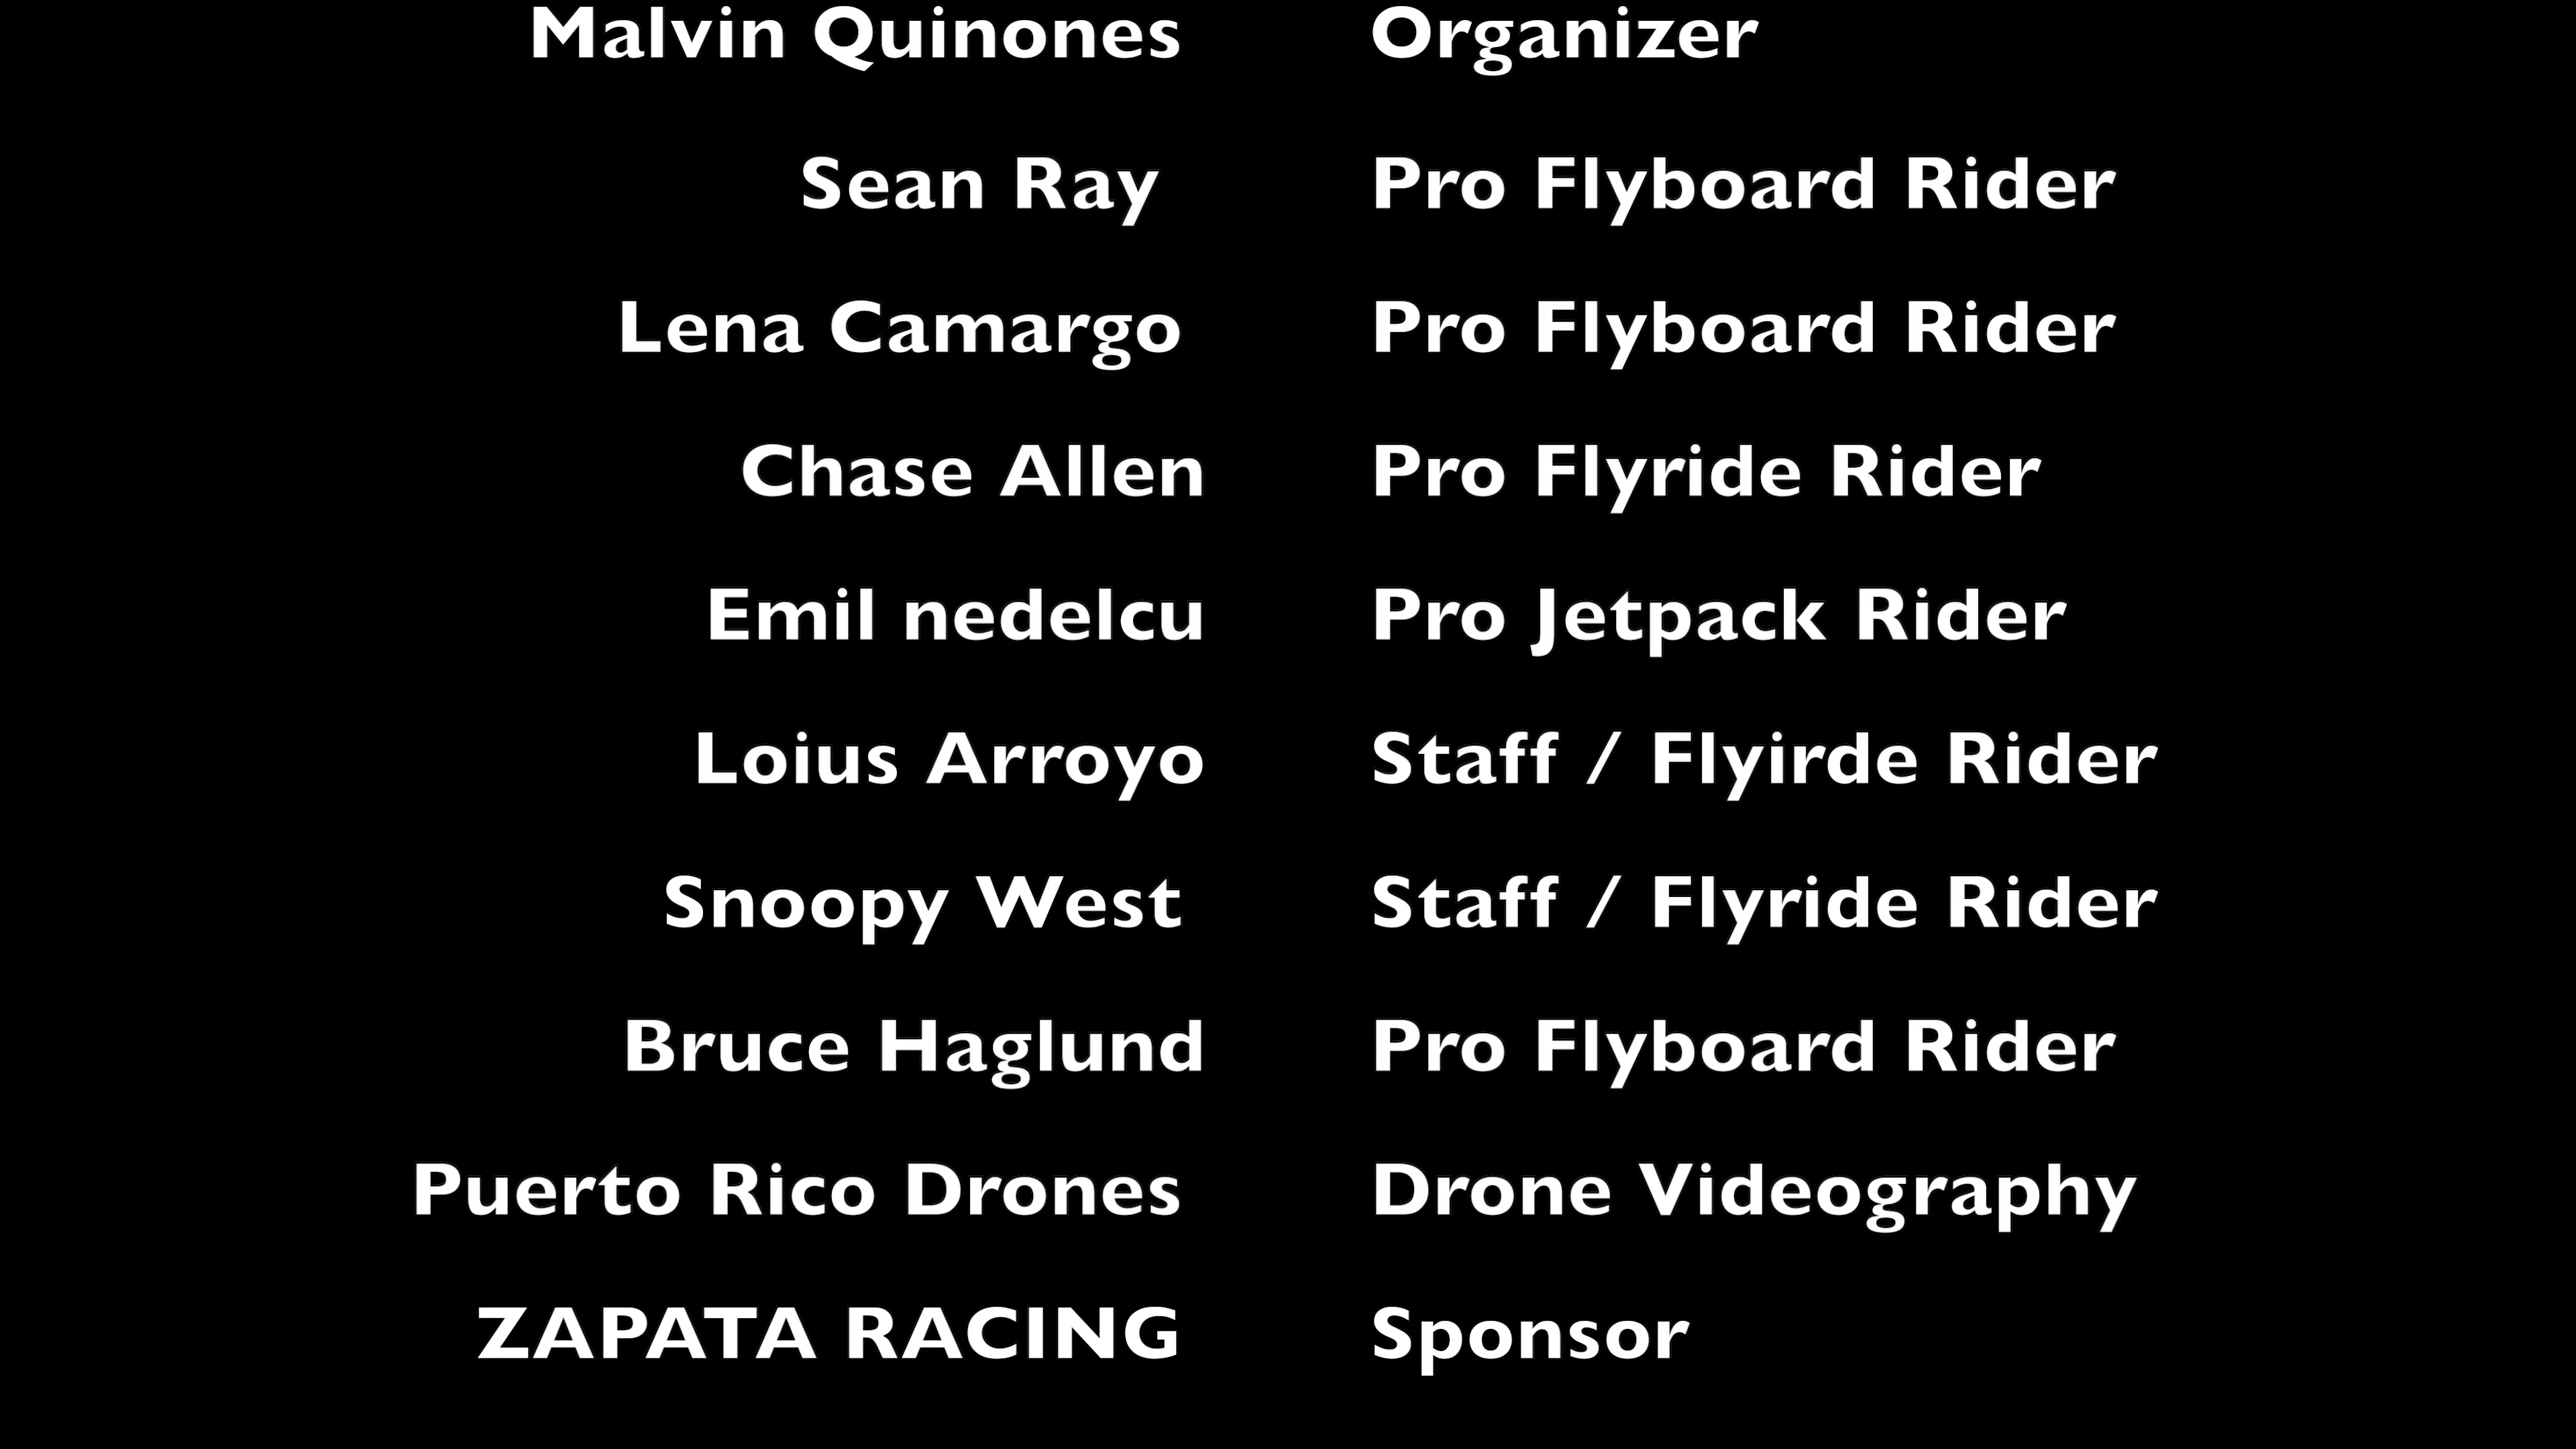 Malvin Quinones Organizer
Sean Ray Pro Flyboard Rider
Lena Camargo Pro Flyboard Rider
Chase Allen Pro Flyride Rider
Emil nedelcu Pro Jetpack Rider
Loius Arroyo Staff / Flyirde Rider
Snoopy West Staff / Flyride Rider
Bruce Haglund Pro Flyboard Rider
Puerto Rico Drones Drone Videography
ZAPATA RACING Sponsor